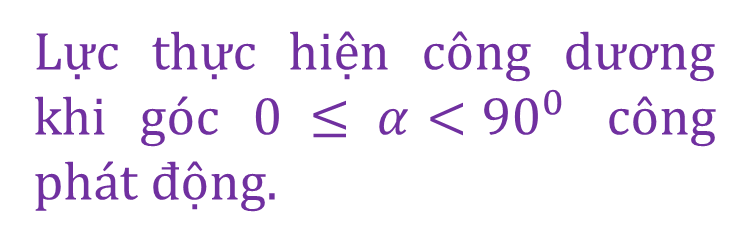 Lực thực hiện công dương
khi góc 0 ≤ α < 90⁰ công
phát động.